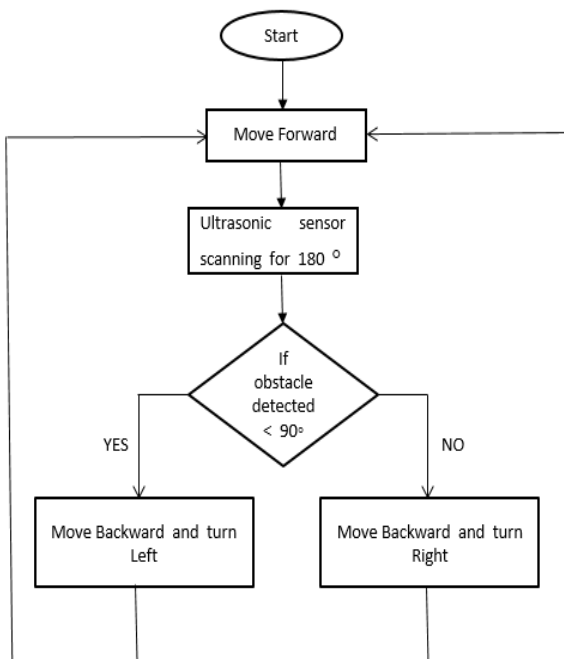 Start
Move Forward
Ultrasonic sensor
scanning for 180 °
If
obstacle
detected
< 90°
YES
NO
Move Backward and turn
Left
Move Backward and turn
Right